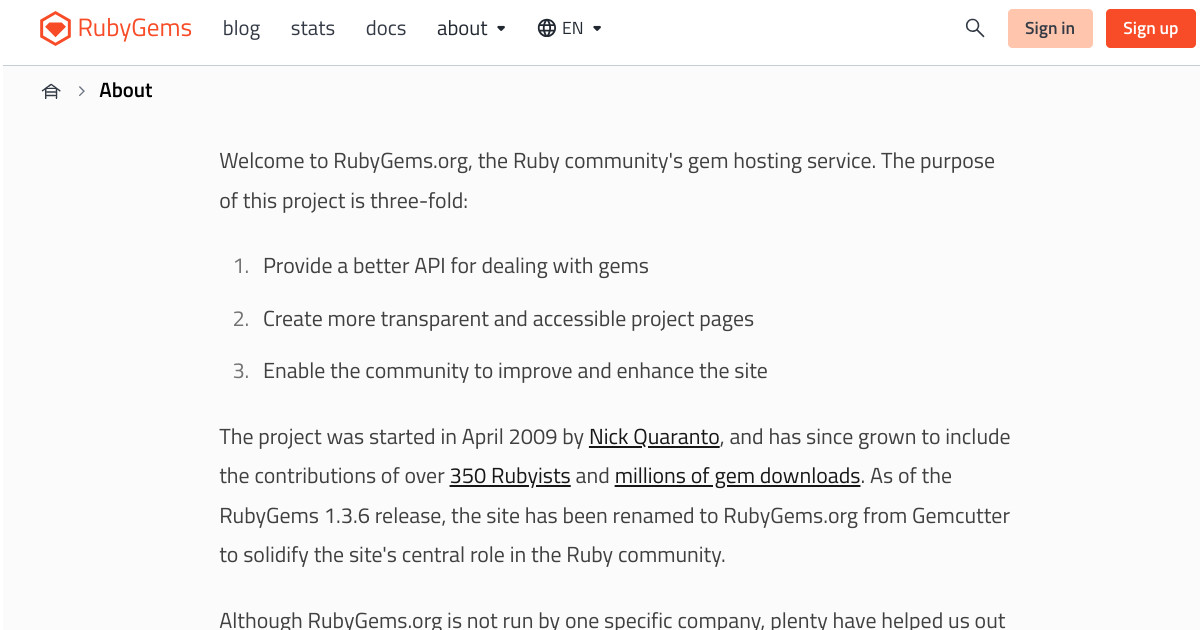 RubyGems blog stats docs about EN Sign in Sign up
About
Welcome to RubyGems.org, the Ruby community's gem hosting service. The purpose
of this project is three-fold:
1. Provide a better API for dealing with gems
2. Create more transparent and accessible project pages
3. Enable the community to improve and enhance the site
The project was started in April 2009 by Nick Quaranto, and has since grown to include
the contributions of over 350 Rubyists and millions of gem downloads. As of the
RubyGems 1.3.6 release, the site has been renamed to RubyGems.org from Gemcutter
to solidify the site's central role in the Ruby community.
Although RubyGems.org is not run by one specific company, plenty have helped us out